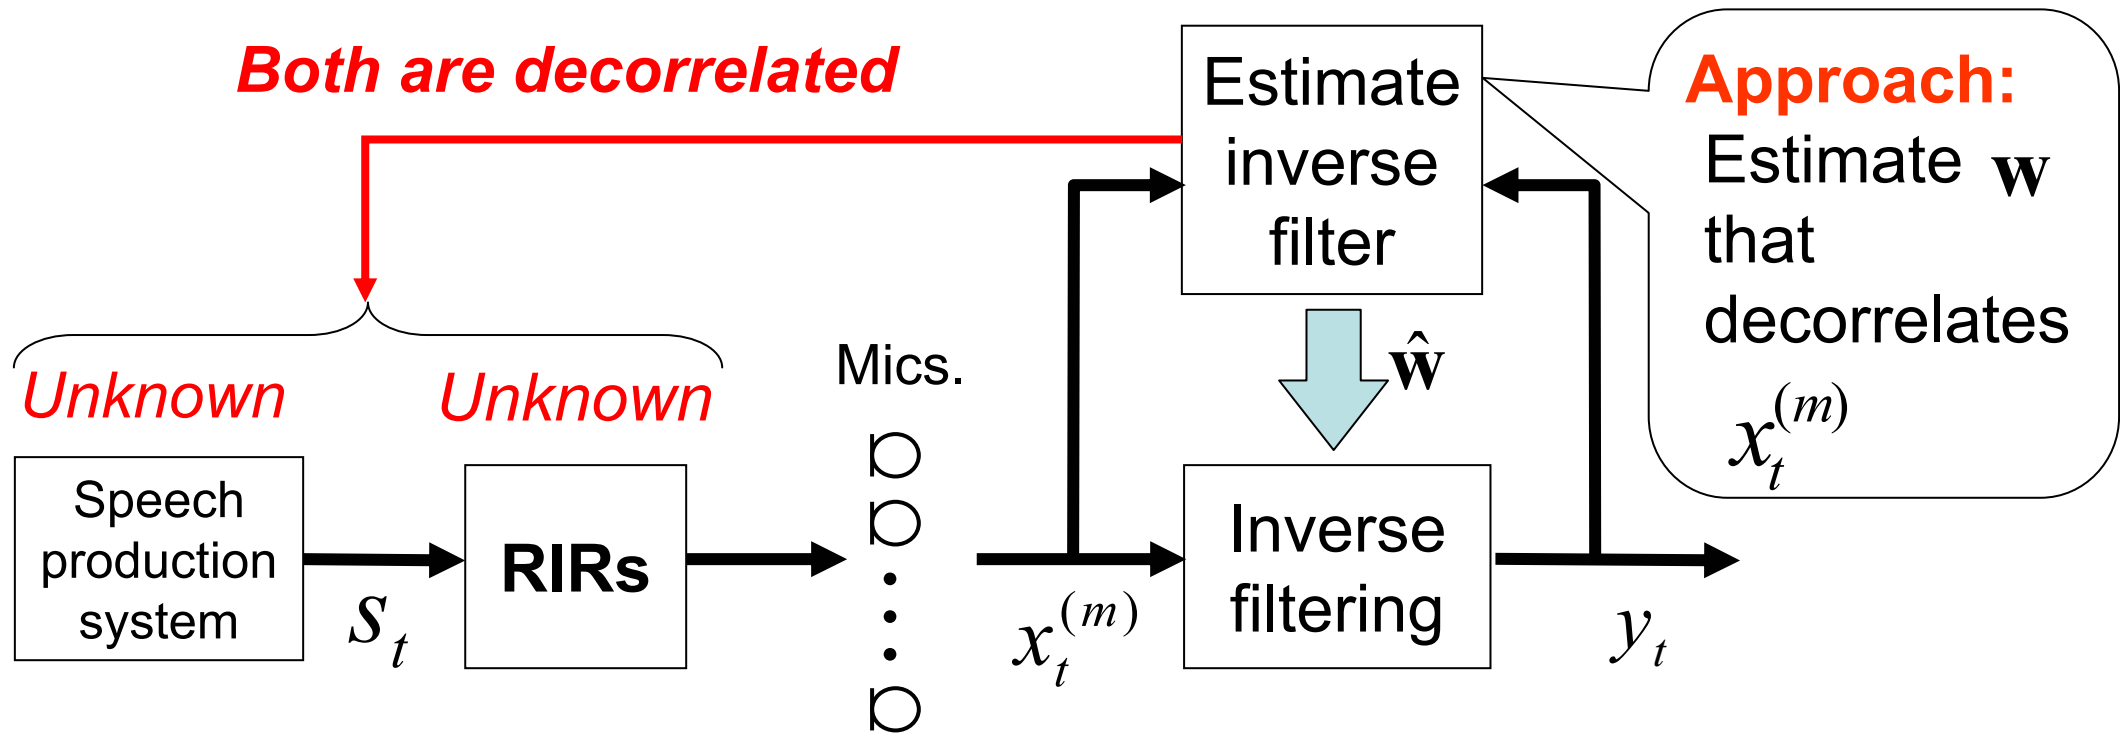 Both are decorrelated
Estimate
inverse
filter
Approach:
Estimate w
that
decorrelates
x_t^{(m)}
Unknown
Unknown
Mics.
ŵ
Speech
production
system
s_t
RIRs
x_t^{(m)}
Inverse
filtering
y_t